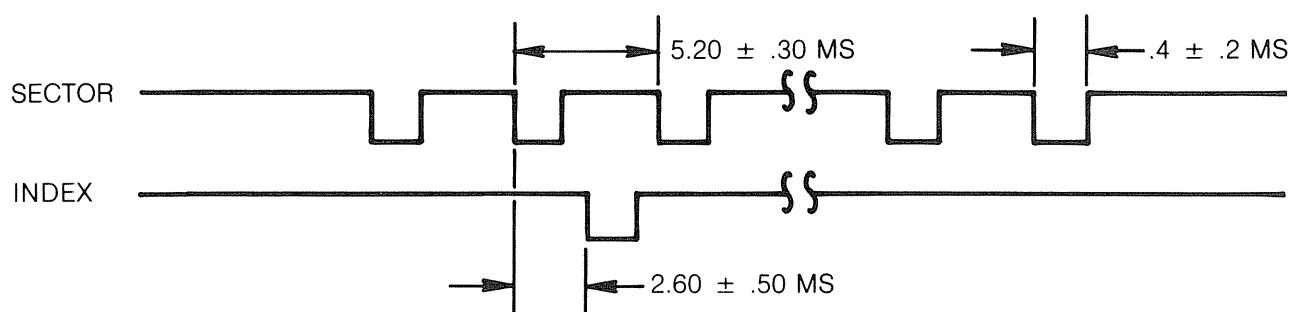 5.20 ± .30 MS
.4 ± .2 MS
SECTOR
INDEX
2.60 ± .50 MS